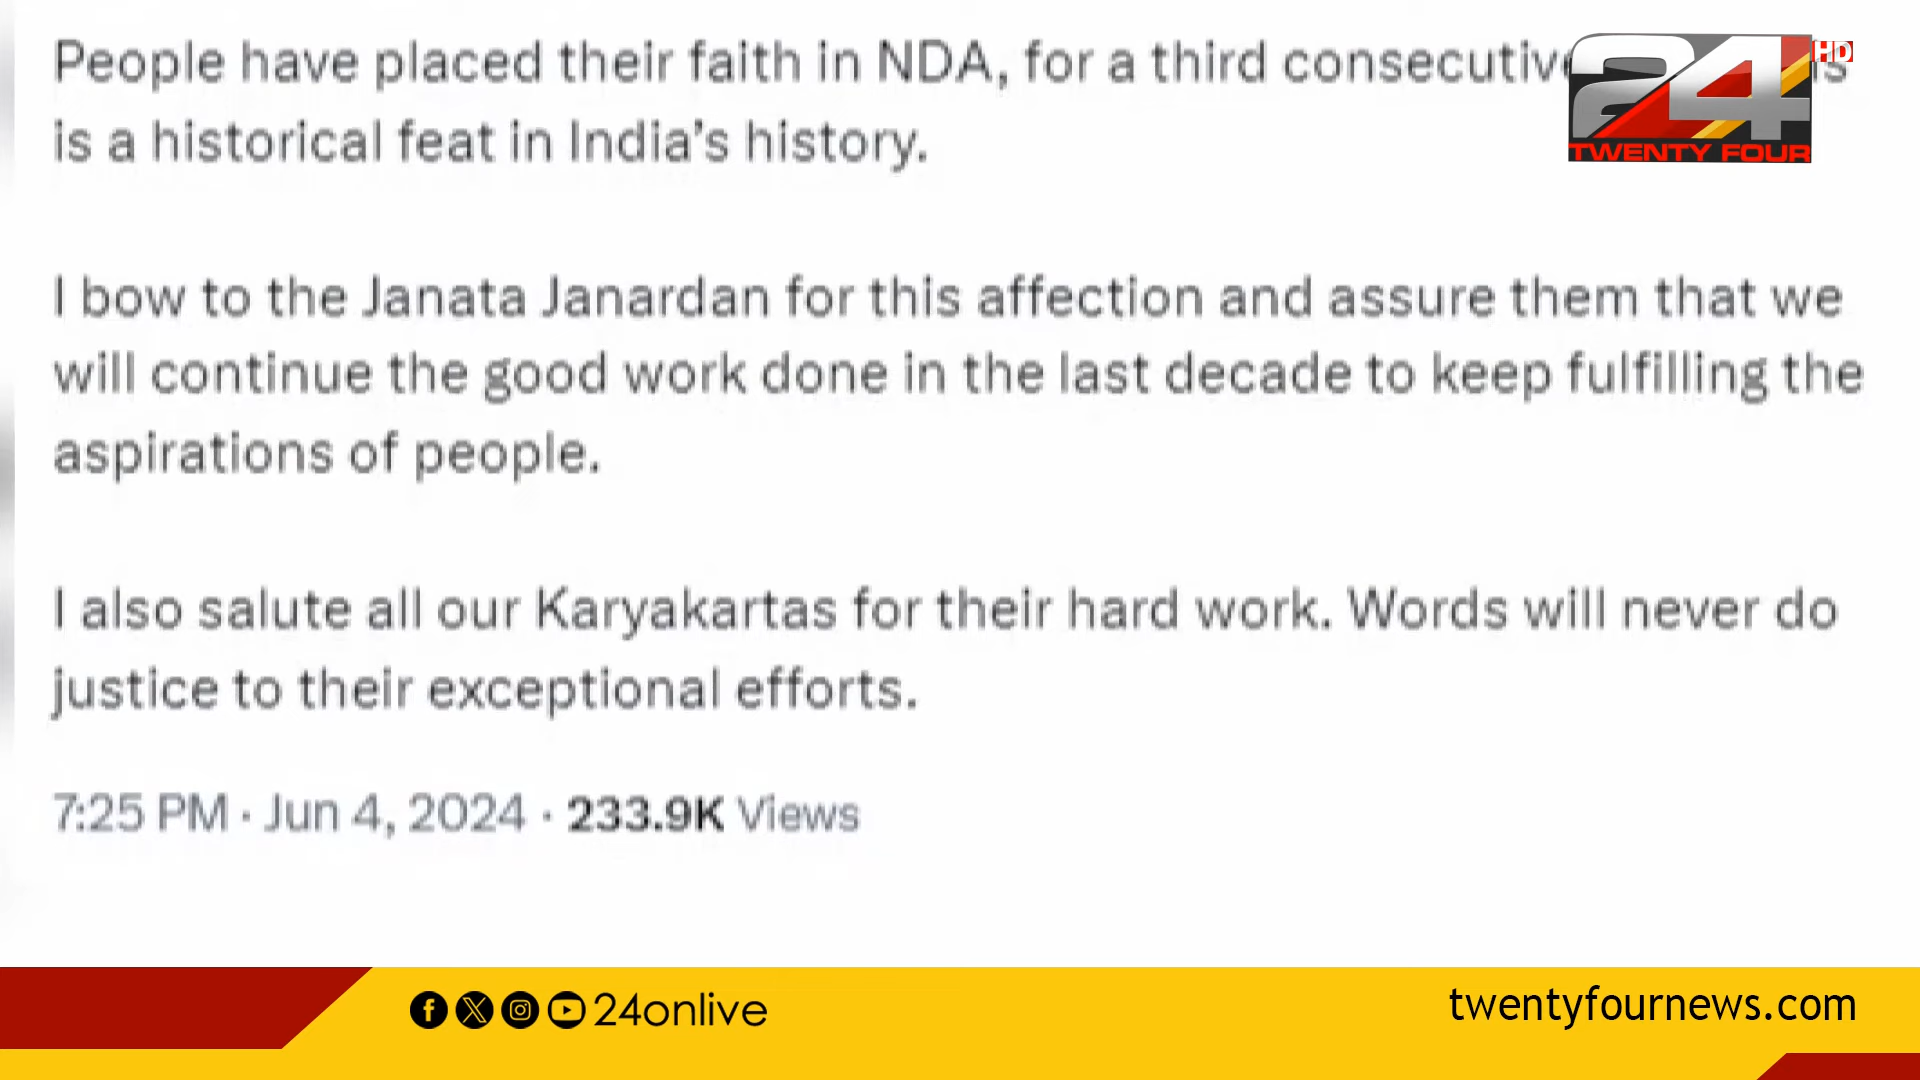 People have placed their faith in NDA, for a third consecutive
is a historical feat in India's history.
I bow to the Janata Janardan for this affection and assure them that we
will continue the good work done in the last decade to keep fulfilling the
aspirations of people.
I also salute all our Karyakartas for their hard work. Words will never do
justice to their exceptional efforts.
7:25 PM · Jun 4, 2024 · 233.9K Views
24 HD
TWENTY FOUR
24onlive
twentyfournews.com